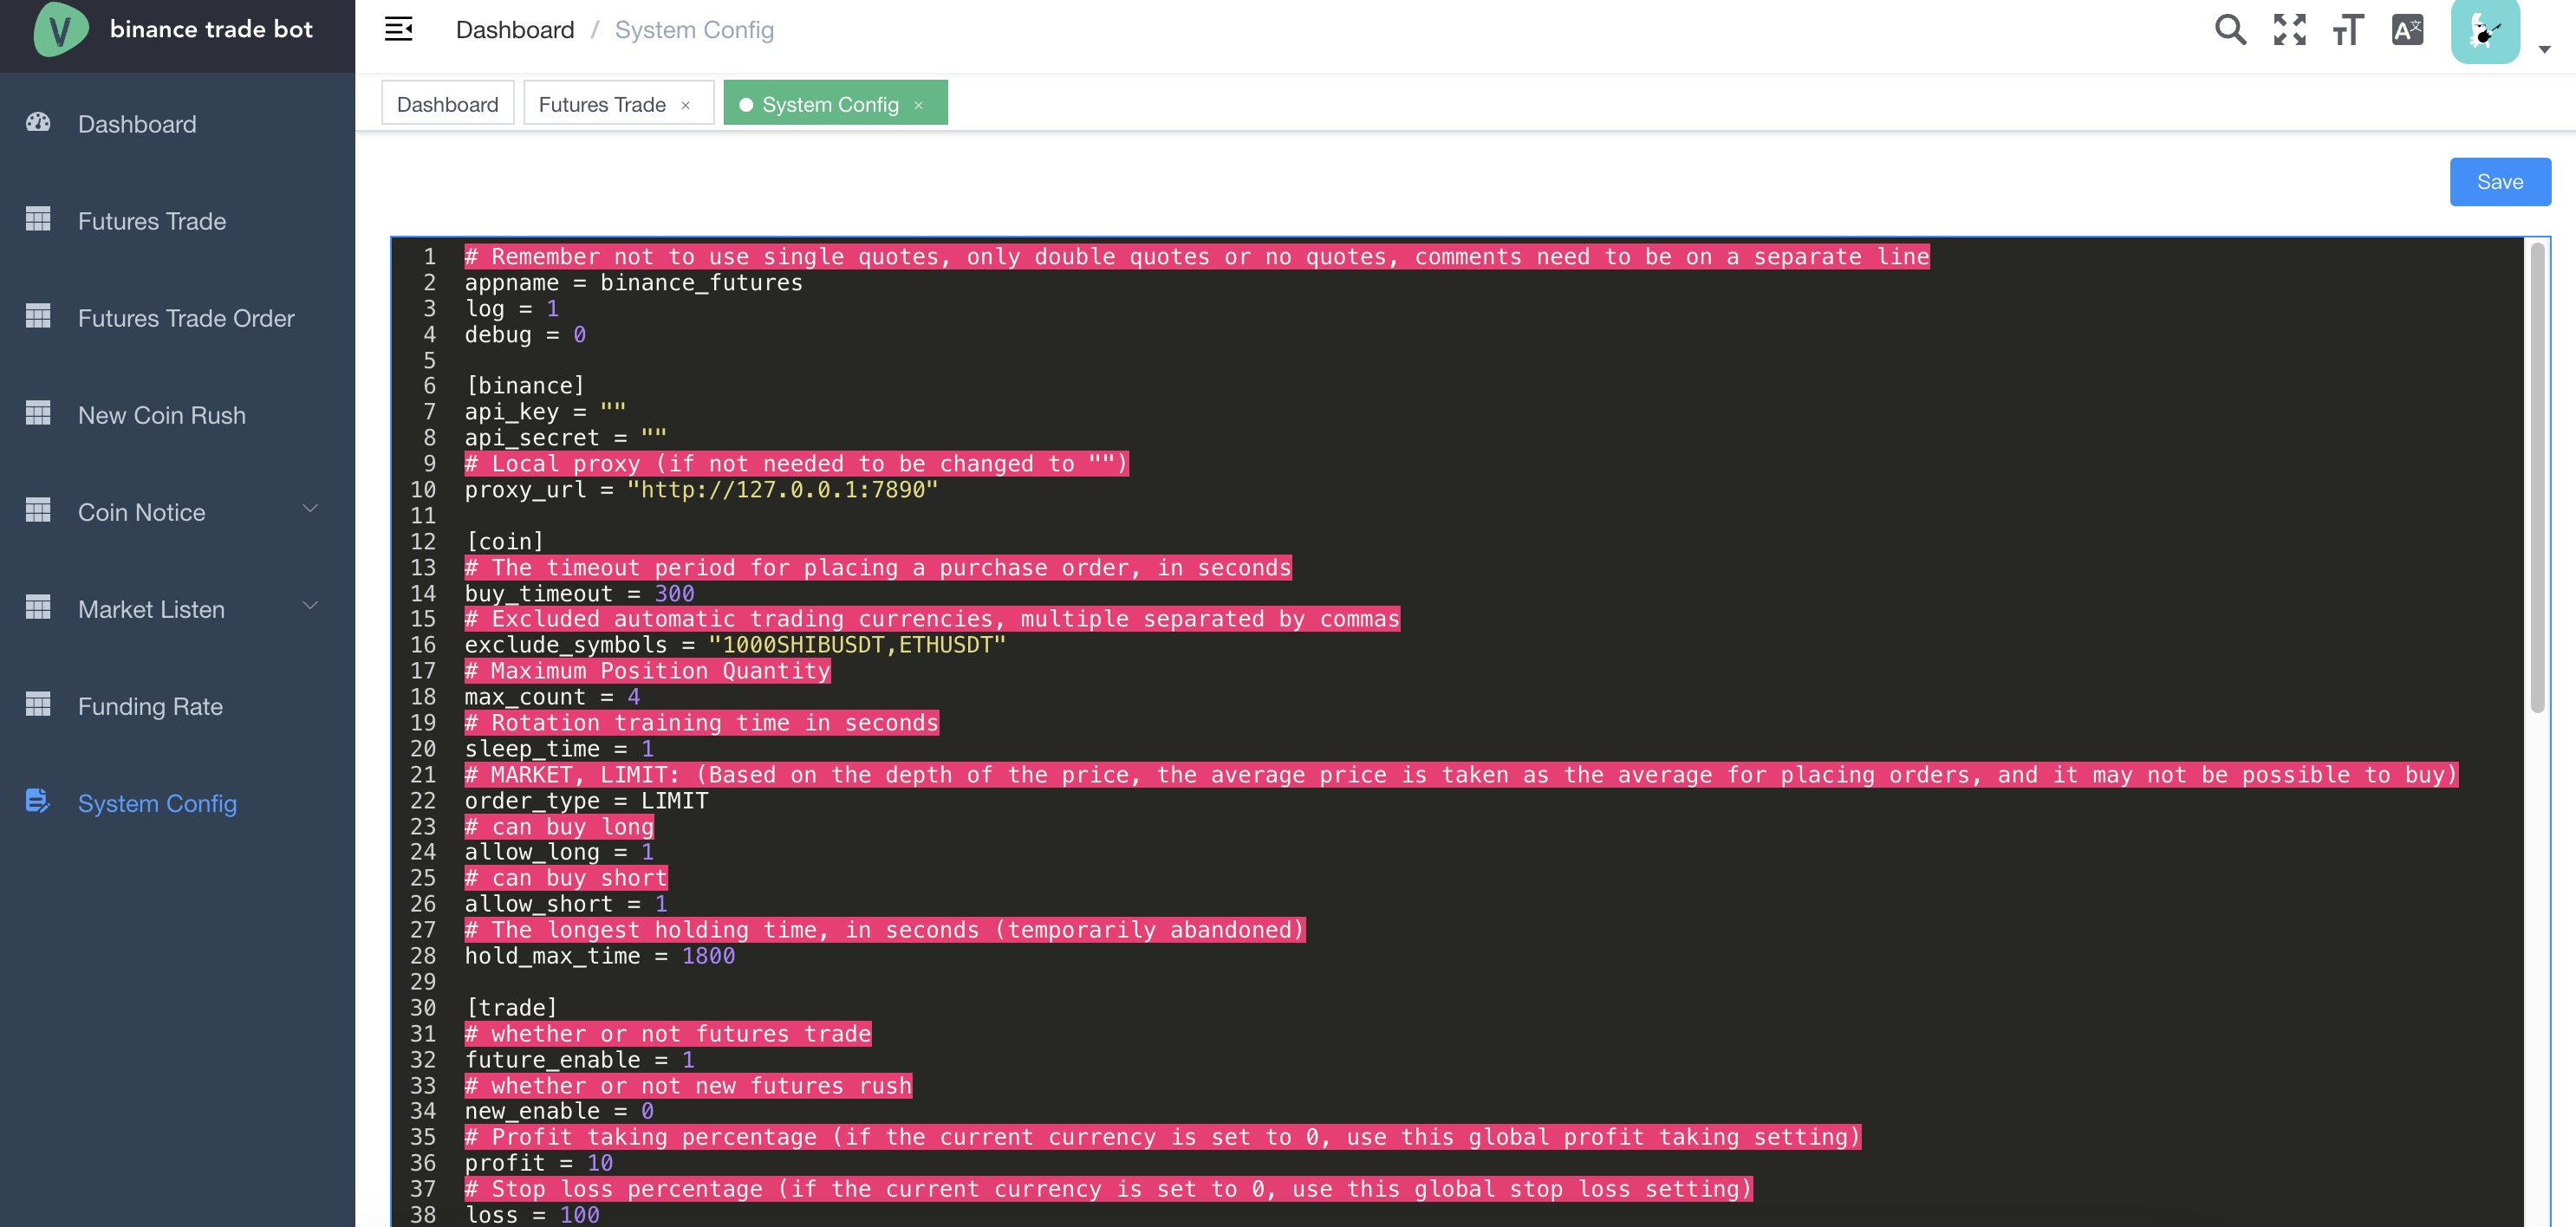 V binance trade bot
Dashboard / System Config
Dashboard
Futures Trade ×
System Config ×
Dashboard
Futures Trade
Futures Trade Order
New Coin Rush
Coin Notice
Market Listen
Funding Rate
System Config
Save
1 # Remember not to use single quotes, only double quotes or no quotes, comments need to be on a separate line
2 appname = binance_futures
3 log = 1
4 debug = 0
5
6 [binance]
7 api_key = ""
8 api_secret = ""
9 # Local proxy (if not needed to be changed to "")
10 proxy_url = "http://127.0.0.1:7890"
11
12 [coin]
13 # The timeout period for placing a purchase order, in seconds
14 buy_timeout = 300
15 # Excluded automatic trading currencies, multiple separated by commas
16 exclude_symbols = "1000SHIBUSDT,ETHUSDT"
17 # Maximum Position Quantity
18 max_count = 4
19 # Rotation training time in seconds
20 sleep_time = 1
21 # MARKET, LIMIT: (Based on the depth of the price, the average price is taken as the average for placing orders, and it may not be possible to buy)
22 order_type = LIMIT
23 # can buy long
24 allow_long = 1
25 # can buy short
26 allow_short = 1
27 # The longest holding time, in seconds (temporarily abandoned)
28 hold_max_time = 1800
29
30 [trade]
31 # whether or not futures trade
32 future_enable = 1
33 # whether or not new futures rush
34 new_enable = 0
35 # Profit taking percentage (if the current currency is set to 0, use this global profit taking setting)
36 profit = 10
37 # Stop loss percentage (if the current currency is set to 0, use this global stop loss setting)
38 loss = 100